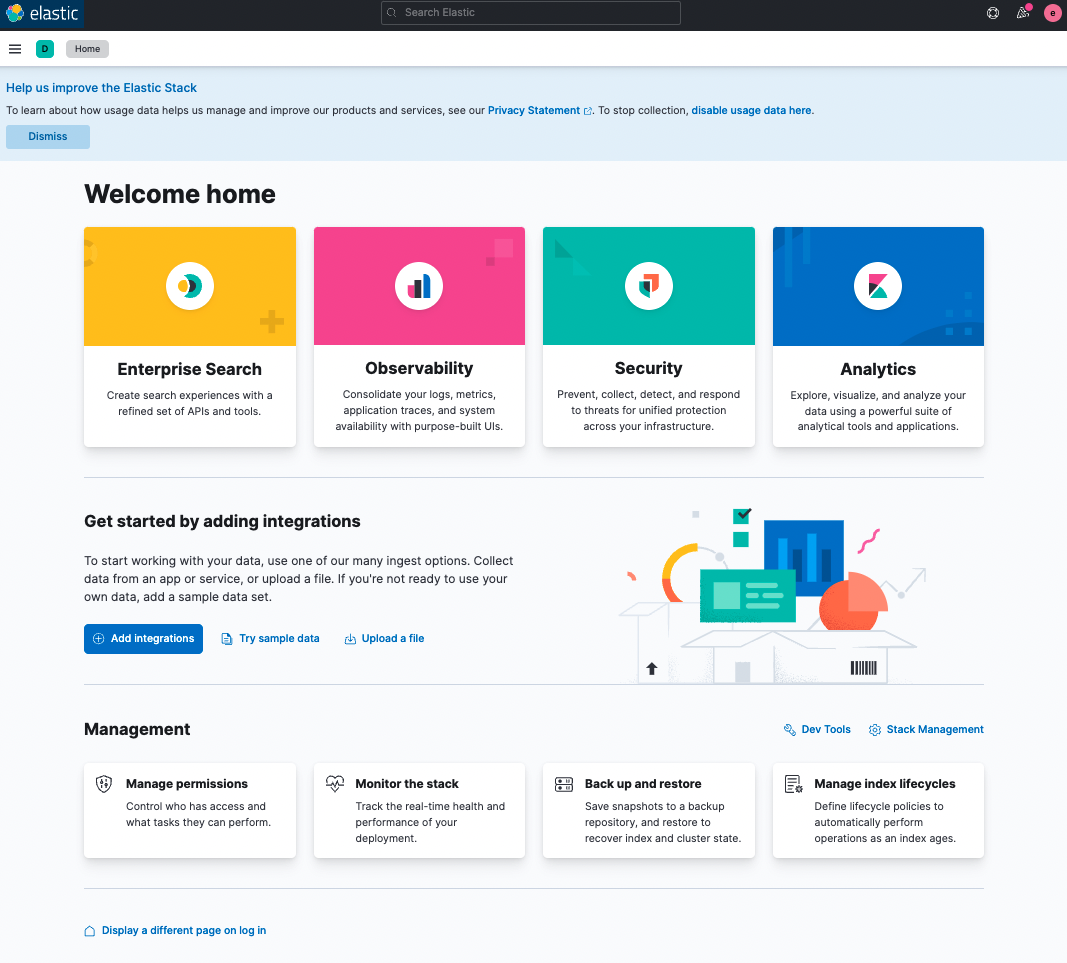 elastic
Search Elastic
e
D
Home
Help us improve the Elastic Stack
To learn about how usage data helps us manage and improve our products and services, see our Privacy Statement. To stop collection, disable usage data here.
Dismiss
Welcome home
Enterprise Search
Create search experiences with a
refined set of APIs and tools.
Observability
Consolidate your logs, metrics,
application traces, and system
availability with purpose-built UIs.
Security
Prevent, collect, detect, and respond
to threats for unified protection
across your infrastructure.
Analytics
Explore, visualize, and analyze your
data using a powerful suite of
analytical tools and applications.
Get started by adding integrations
To start working with your data, use one of our many ingest options. Collect
data from an app or service, or upload a file. If you're not ready to use your
own data, add a sample data set.
Add integrations
Try sample data
Upload a file
Management
Dev Tools
Stack Management
Manage permissions
Control who has access and
what tasks they can perform.
Monitor the stack
Track the real-time health and
performance of your
deployment.
Back up and restore
Save snapshots to a backup
repository, and restore to
recover index and cluster state.
Manage index lifecycles
Define lifecycle policies to
automatically perform
operations as an index ages.
Display a different page on log in